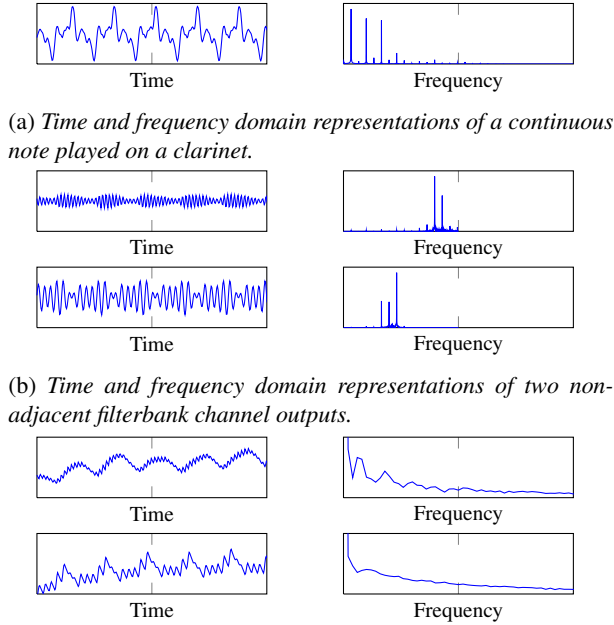 Time Frequency
(a) Time and frequency domain representations of a continuous
note played on a clarinet.
Time Frequency
Time Frequency
(b) Time and frequency domain representations of two non-
adjacent filterbank channel outputs.
Time Frequency
Time Frequency